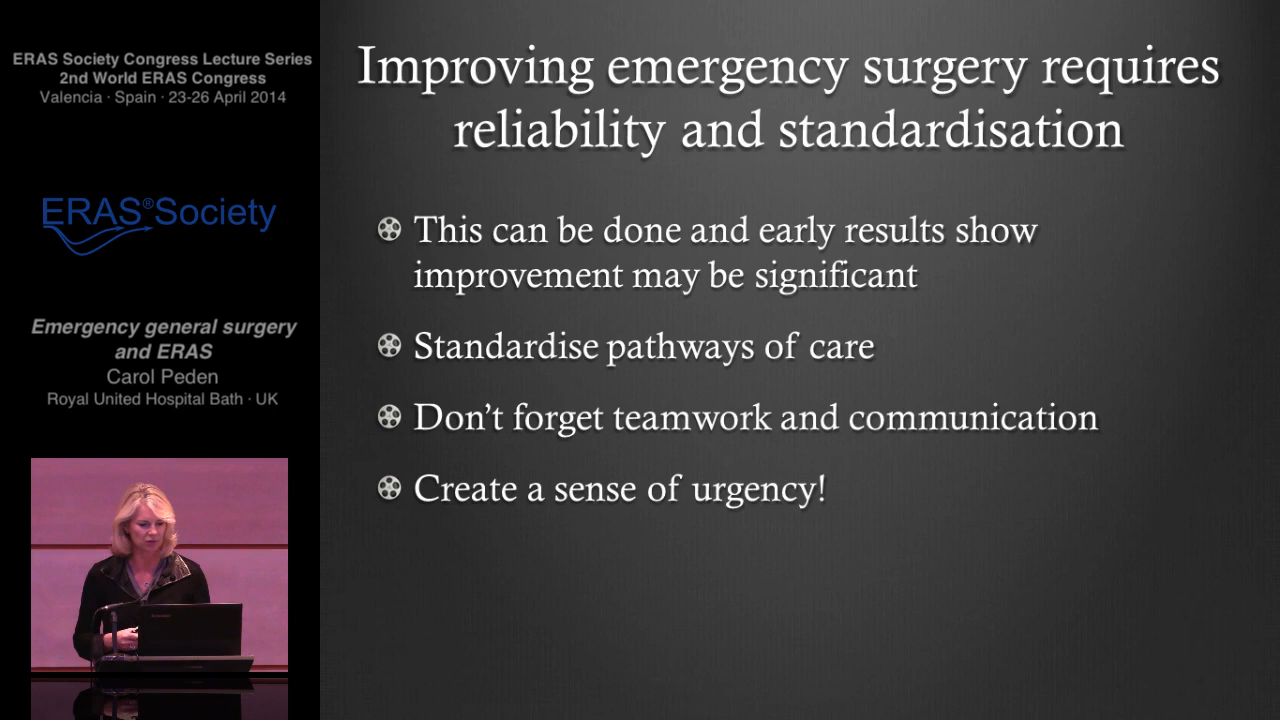 ERAS Society Congress Lecture Series
2nd World ERAS Congress
Valencia · Spain · 23-26 April 2014
ERAS®Society
Emergency general surgery
and ERAS
Carol Peden
Royal United Hospital Bath · UK
Improving emergency surgery requires
reliability and standardisation
This can be done and early results show
improvement may be significant
Standardise pathways of care
Don't forget teamwork and communication
Create a sense of urgency!